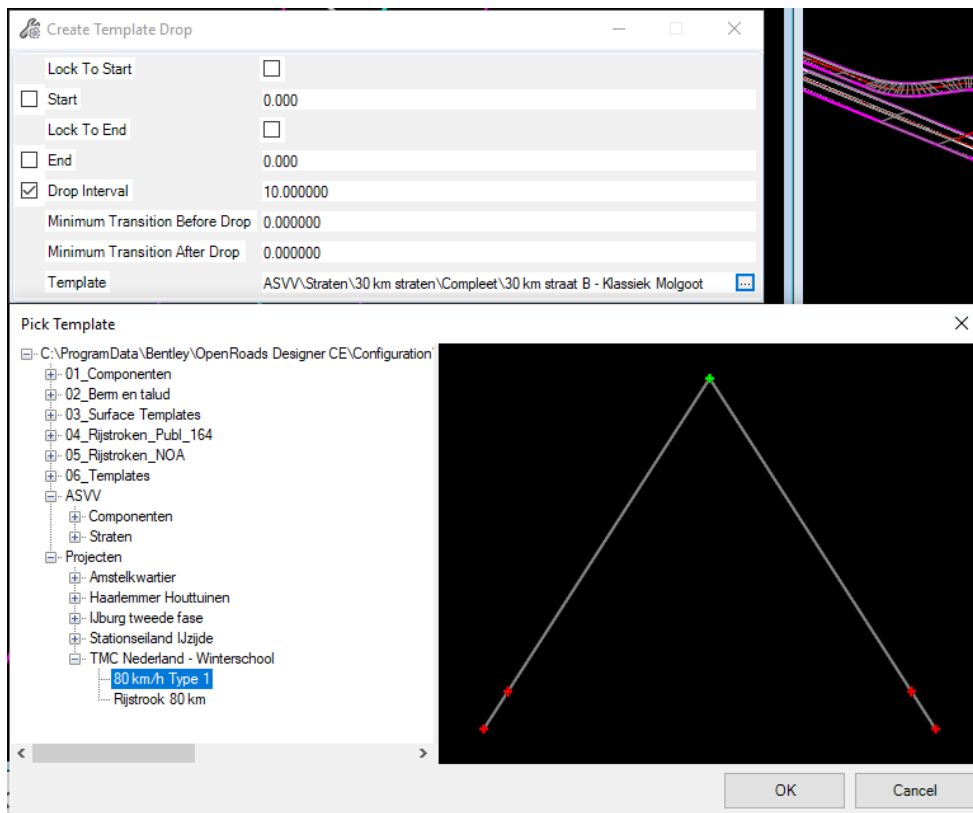 Create Template Drop
Lock To Start
Start 0.000
Lock To End
End 0.000
Drop Interval 10.000000
Minimum Transition Before Drop 0.000000
Minimum Transition After Drop 0.000000
Template ASVV\Straten\30 km straten\Compleet\30 km straat B - Klassiek Molgoot ...
Pick Template
C:\ProgramData\Bentley\OpenRoads Designer CE\Configuration
01_Componenten
02_Berm en talud
03_Surface Templates
04_Rijstroken_Publ_164
05_Rijstroken_NOA
06_Templates
ASVV
Componenten
Straten
Projecten
Amstelkwartier
Haarlemmer Houttuinen
IJburg tweede fase
Stationseiland IJzijde
TMC Nederland - Winterschool
80 km/h Type 1
Rijstrook 80 km
OK Cancel